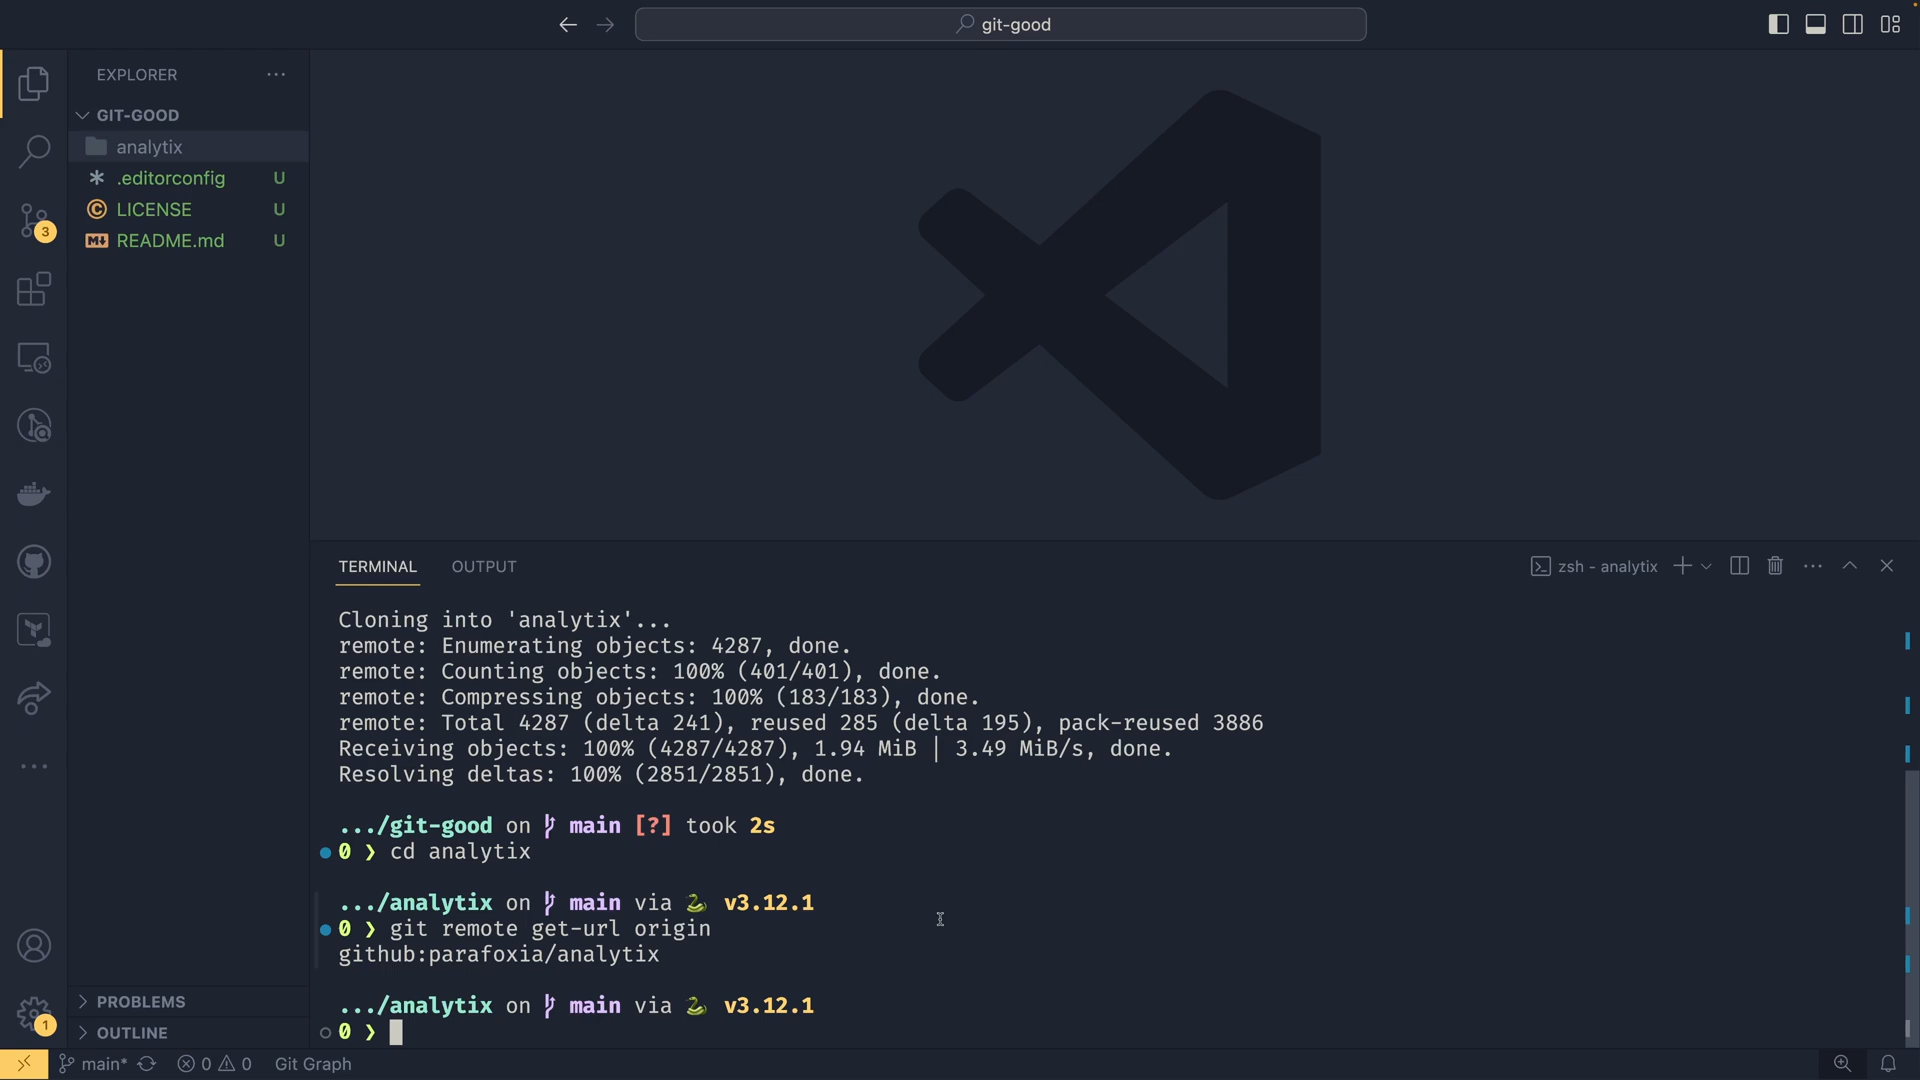 git-good
EXPLORER
GIT-GOOD
analytix
.editorconfig U
LICENSE U
README.md U
3
TERMINAL
OUTPUT
zsh - analytix
Cloning into 'analytix'...
remote: Enumerating objects: 4287, done.
remote: Counting objects: 100% (401/401), done.
remote: Compressing objects: 100% (183/183), done.
remote: Total 4287 (delta 241), reused 285 (delta 195), pack-reused 3886
Receiving objects: 100% (4287/4287), 1.94 MiB | 3.49 MiB/s, done.
Resolving deltas: 100% (2851/2851), done.
.../git-good on main [?] took 2s
0 ❯ cd analytix
.../analytix on main via 🐍 v3.12.1
0 ❯ git remote get-url origin
github:parafoxia/analytix
.../analytix on main via 🐍 v3.12.1
0 ❯
PROBLEMS
OUTLINE
1
main* 0 0 Git Graph